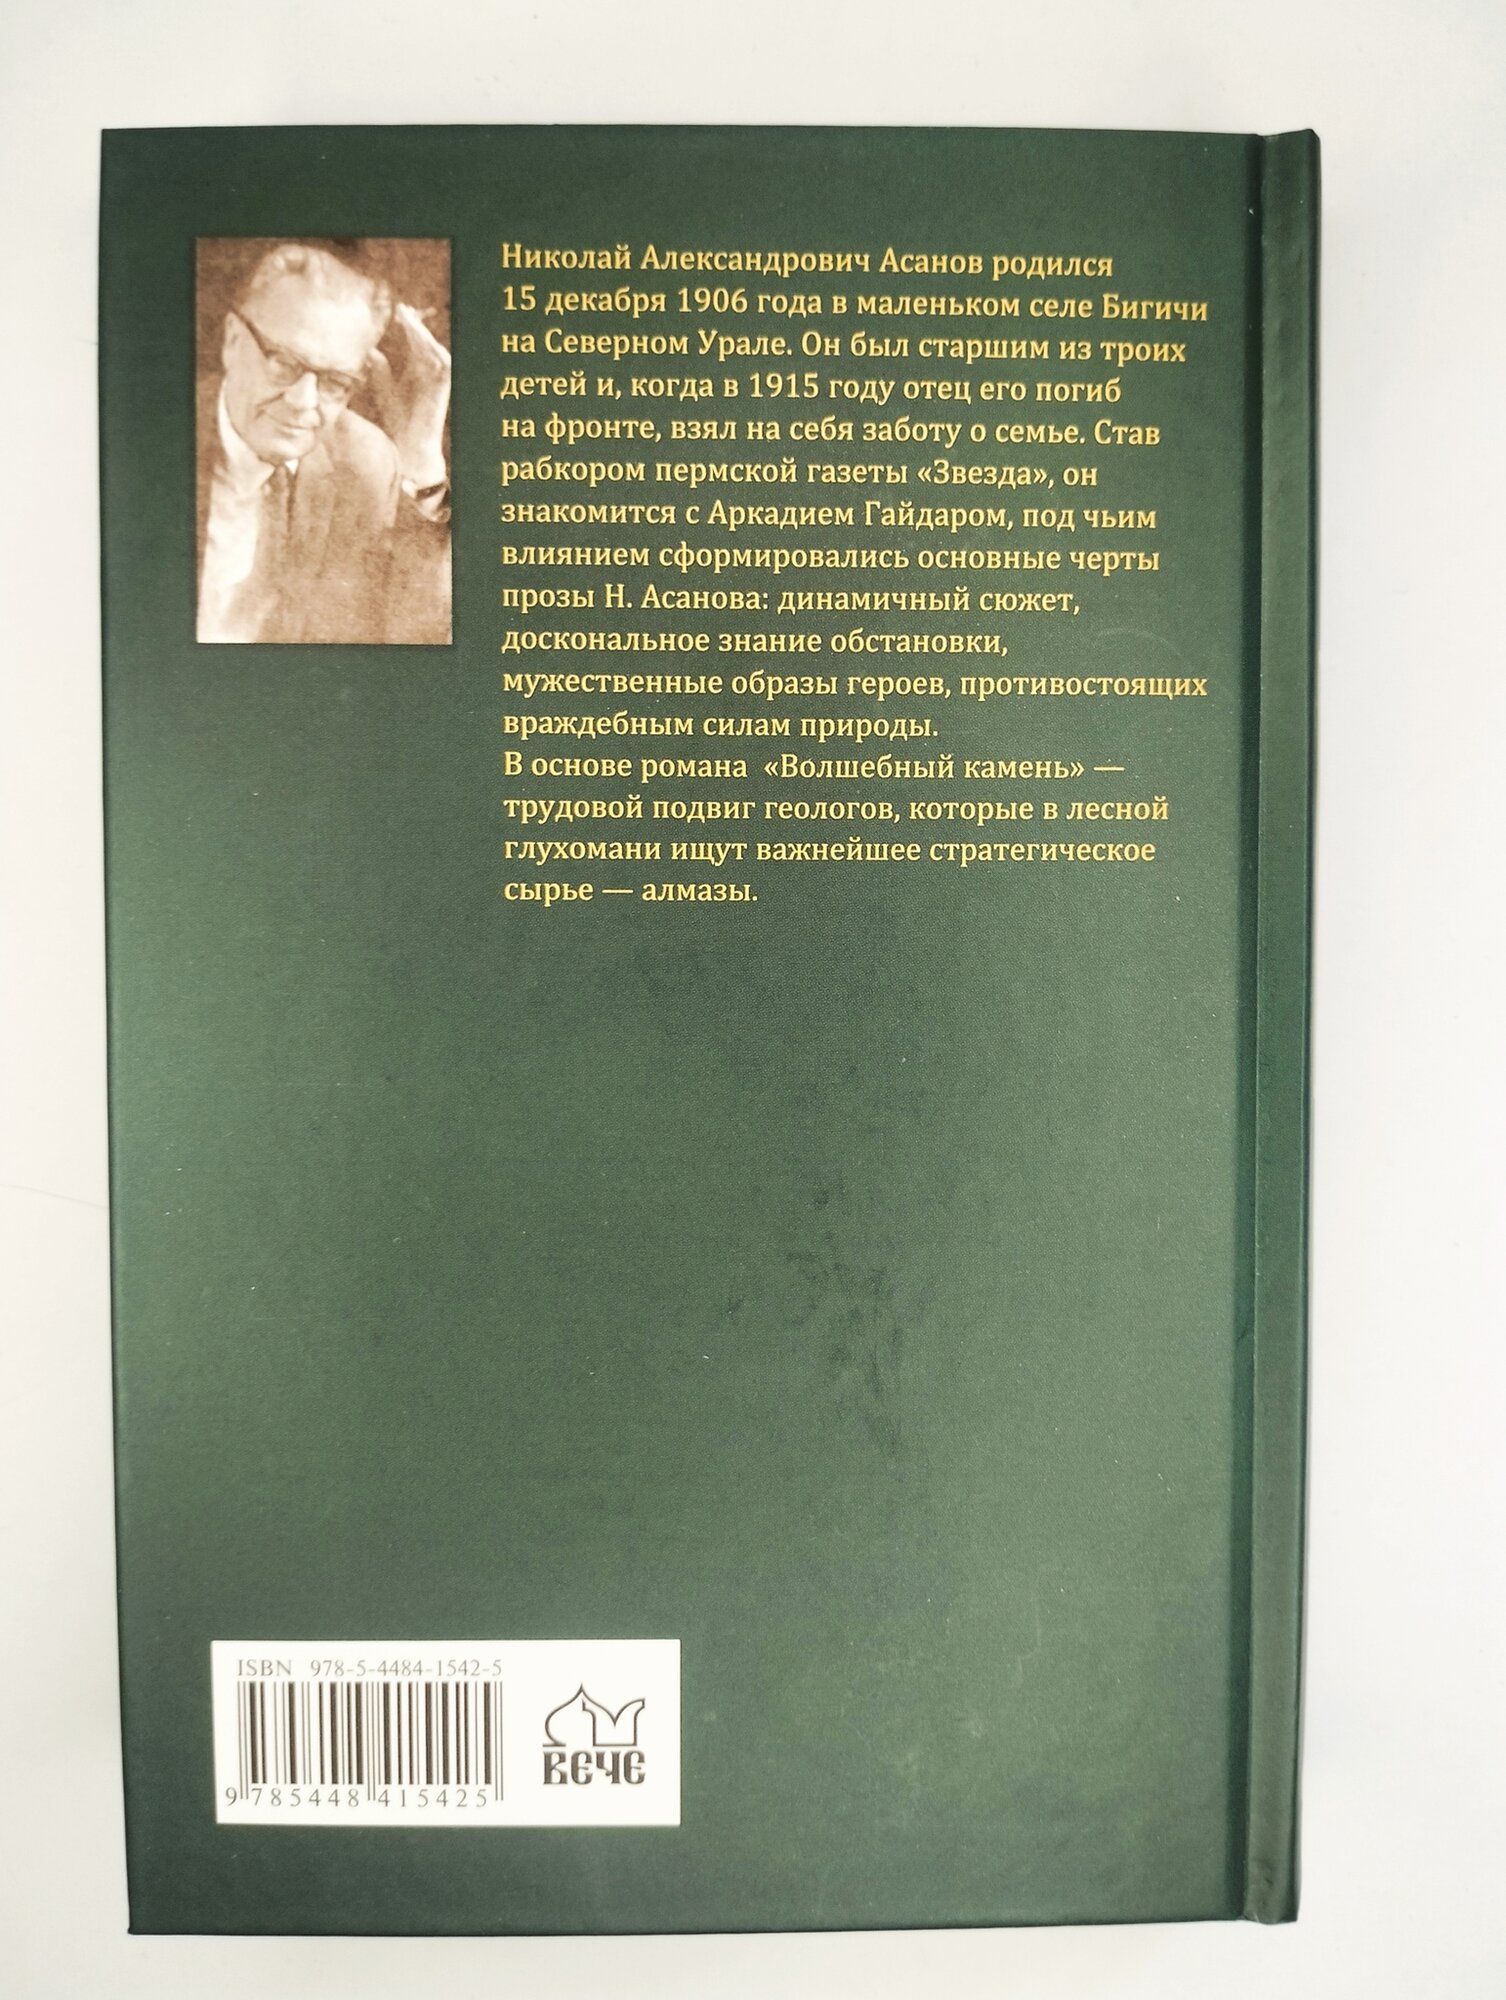 Николай Александрович Асанов родился
15 декабря 1906 года в маленьком селе Бигичи
на Северном Урале. Он был старшим из троих
детей и, когда в 1915 году отец его погиб
на фронте, взял на себя заботу о семье. Став
рабкором пермской газеты «Звезда», он
знакомится с Аркадием Гайдаром, под чьим
влиянием сформировались основные черты
прозы Н. Асанова: динамичный сюжет,
доскональное знание обстановки,
мужественные образы героев, противостоящих
враждебным силам природы.
В основе романа «Волшебный камень» —
трудовой подвиг геологов, которые в лесной
глухомани ищут важнейшее стратегическое
сырье — алмазы.
ISBN 978-5-4484-1542-5
9 785448 415425
ВЕЧЕ